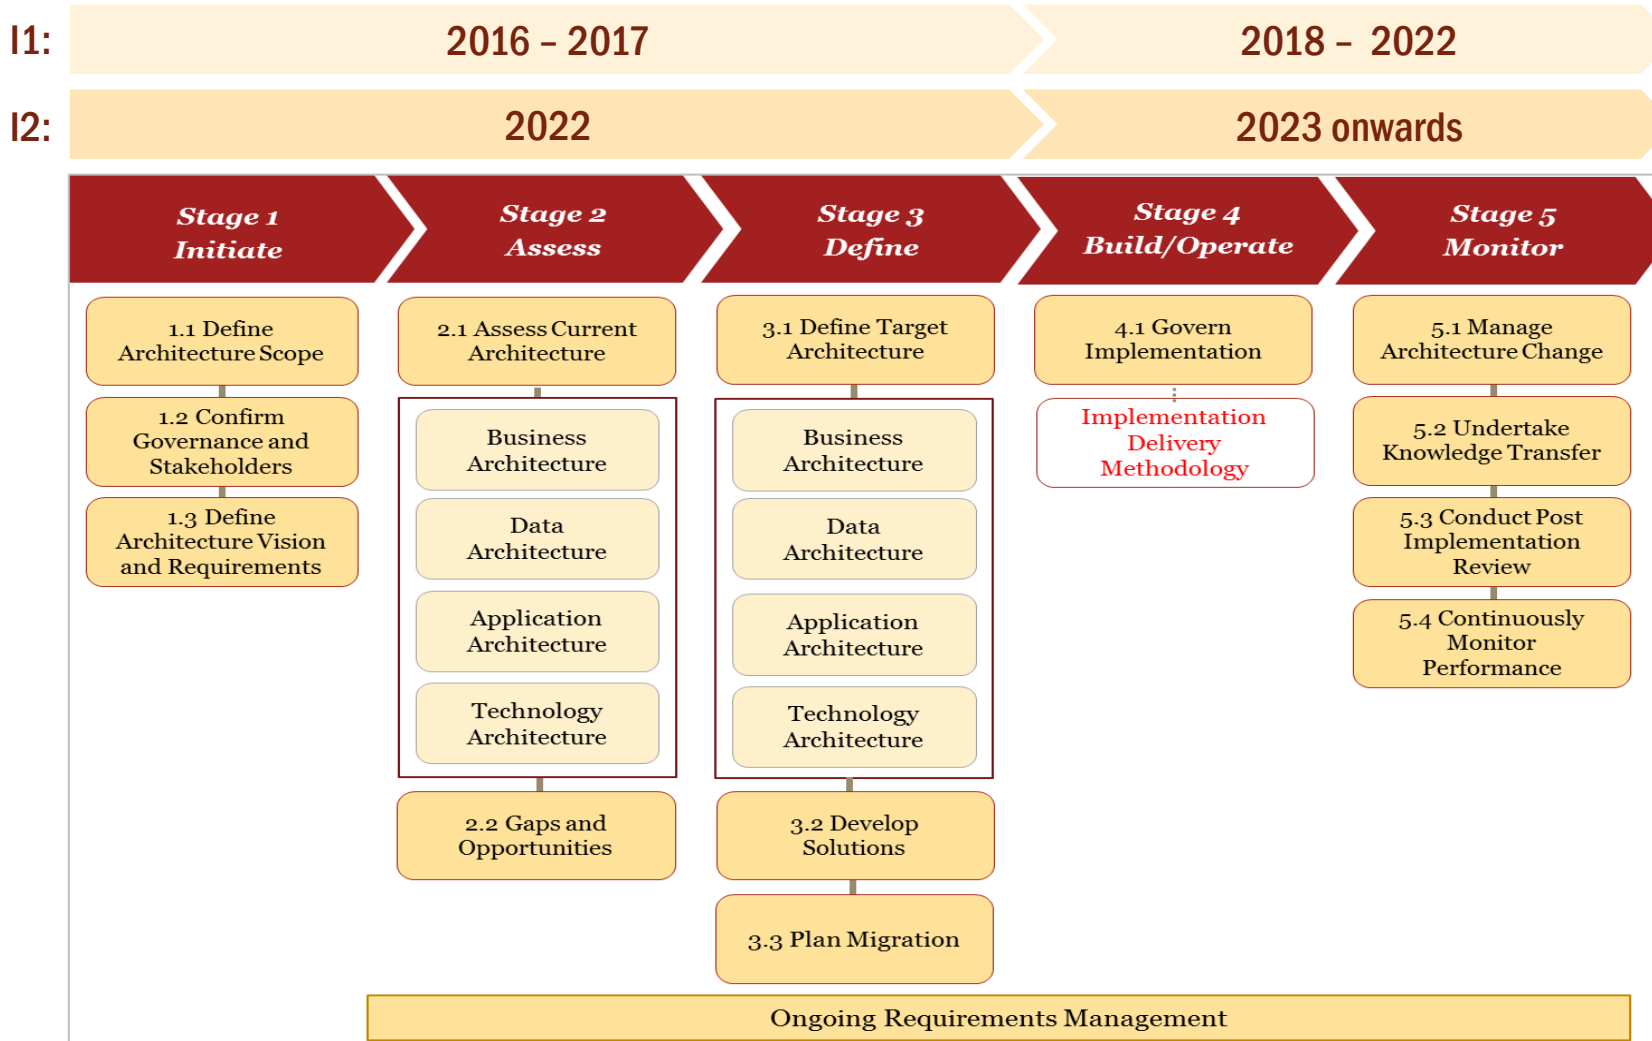 I1:
2016 – 2017
2018 – 2022
I2:
2022
2023 onwards
Stage 1
Initiate
Stage 2
Assess
Stage 3
Define
Stage 4
Build/Operate
Stage 5
Monitor
1.1 Define
Architecture Scope
1.2 Confirm
Governance and
Stakeholders
1.3 Define
Architecture Vision
and Requirements
2.1 Assess Current
Architecture
Business
Architecture
Data
Architecture
Application
Architecture
Technology
Architecture
2.2 Gaps and
Opportunities
3.1 Define Target
Architecture
Business
Architecture
Data
Architecture
Application
Architecture
Technology
Architecture
3.2 Develop
Solutions
3.3 Plan Migration
4.1 Govern
Implementation
Implementation
Delivery
Methodology
5.1 Manage
Architecture Change
5.2 Undertake
Knowledge Transfer
5.3 Conduct Post
Implementation
Review
5.4 Continuously
Monitor
Performance
Ongoing Requirements Management